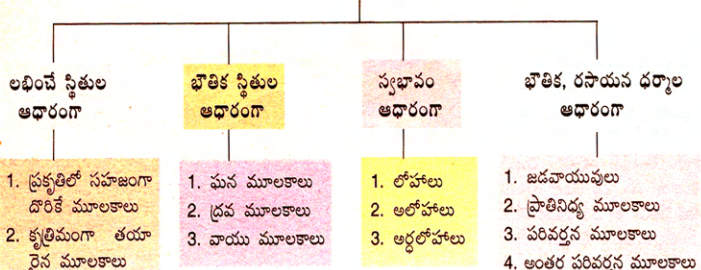 లభించే స్థితుల
ఆధారంగా
భౌతిక స్థితుల
ఆధారంగా
స్వభావం
ఆధారంగా
భౌతిక, రసాయన ధర్మాల
ఆధారంగా
1. ప్రకృతిలో సహజంగా
దొరికే మూలకాలు
2. కృత్రిమంగా తయా
రైన మూలకాలు
1. ఘన మూలకాలు
2. ద్రవ మూలకాలు
3. వాయు మూలకాలు
1. లోహాలు
2. అలోహాలు
3. అర్ధలోహాలు
1. జడవాయువులు
2. ప్రాతినిధ్య మూలకాలు
3. పరివర్తన మూలకాలు
4. అంతర పరివర్తన మూలకాలు